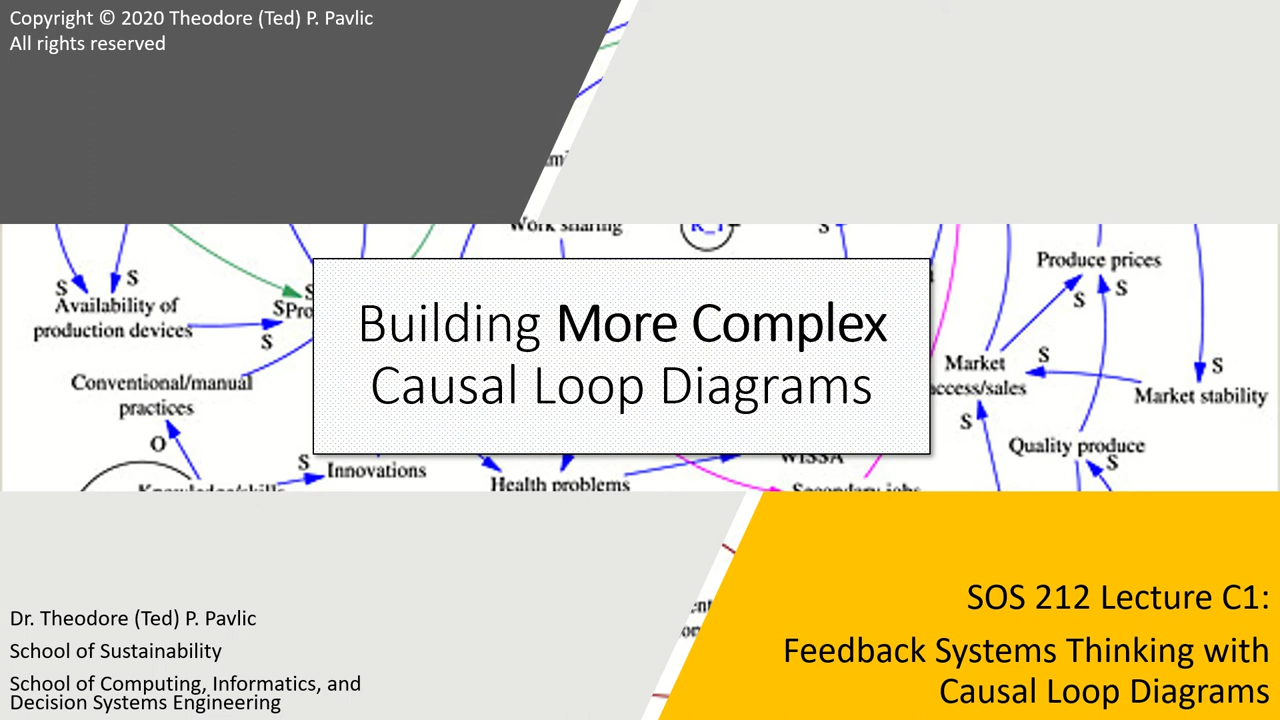 Copyright © 2020 Theodore (Ted) P. Pavlic
All rights reserved
Work sharing
S
Produce prices
S
S
S
S
Availability of
production devices
S
SPro
S
S
S
Market
access/sales
Market stability
Conventional/manual
practices
S
O
Quality produce
S
S
Innovations
Health problems
Building More Complex
Causal Loop Diagrams
SOS 212 Lecture C1:
Feedback Systems Thinking with
Causal Loop Diagrams
Dr. Theodore (Ted) P. Pavlic
School of Sustainability
School of Computing, Informatics, and
Decision Systems Engineering